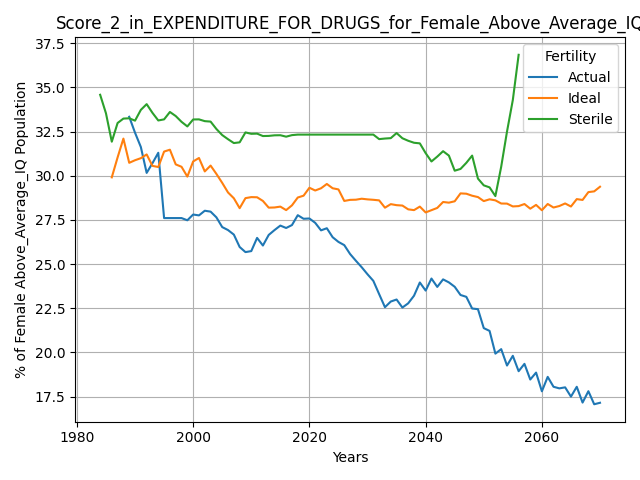 Score_2_in_EXPENDITURE_FOR_DRUGS_for_Female_Above_Average_IQ
37.5
35.0
32.5
30.0
27.5
25.0
22.5
20.0
17.5
% of Female Above_Average_IQ Population
Fertility
Actual
Ideal
Sterile
1980
2000
2020
2040
2060
Years